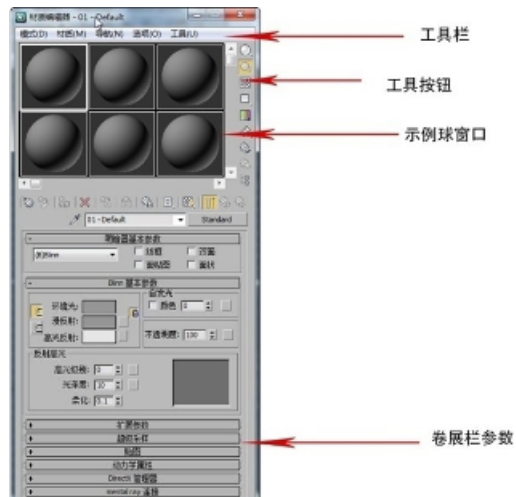 材质编辑器 - 01 - Default
模式(D) 材质(M) 导航(N) 选项(O) 工具(U)
工具栏
工具按钮
示例球窗口
01 - Default
Standard
明暗器基本参数
(B)Blinn
线框
双面
面贴图
面状
Blinn 基本参数
自发光
环境光:
颜色
0
漫反射:
高光反射:
不透明度: 100
反射高光
高光级别: 0
光泽度: 10
柔化: 0.1
扩展参数
超级采样
贴图
动力学属性
DirectX 管理器
mental ray 连接
卷展栏参数